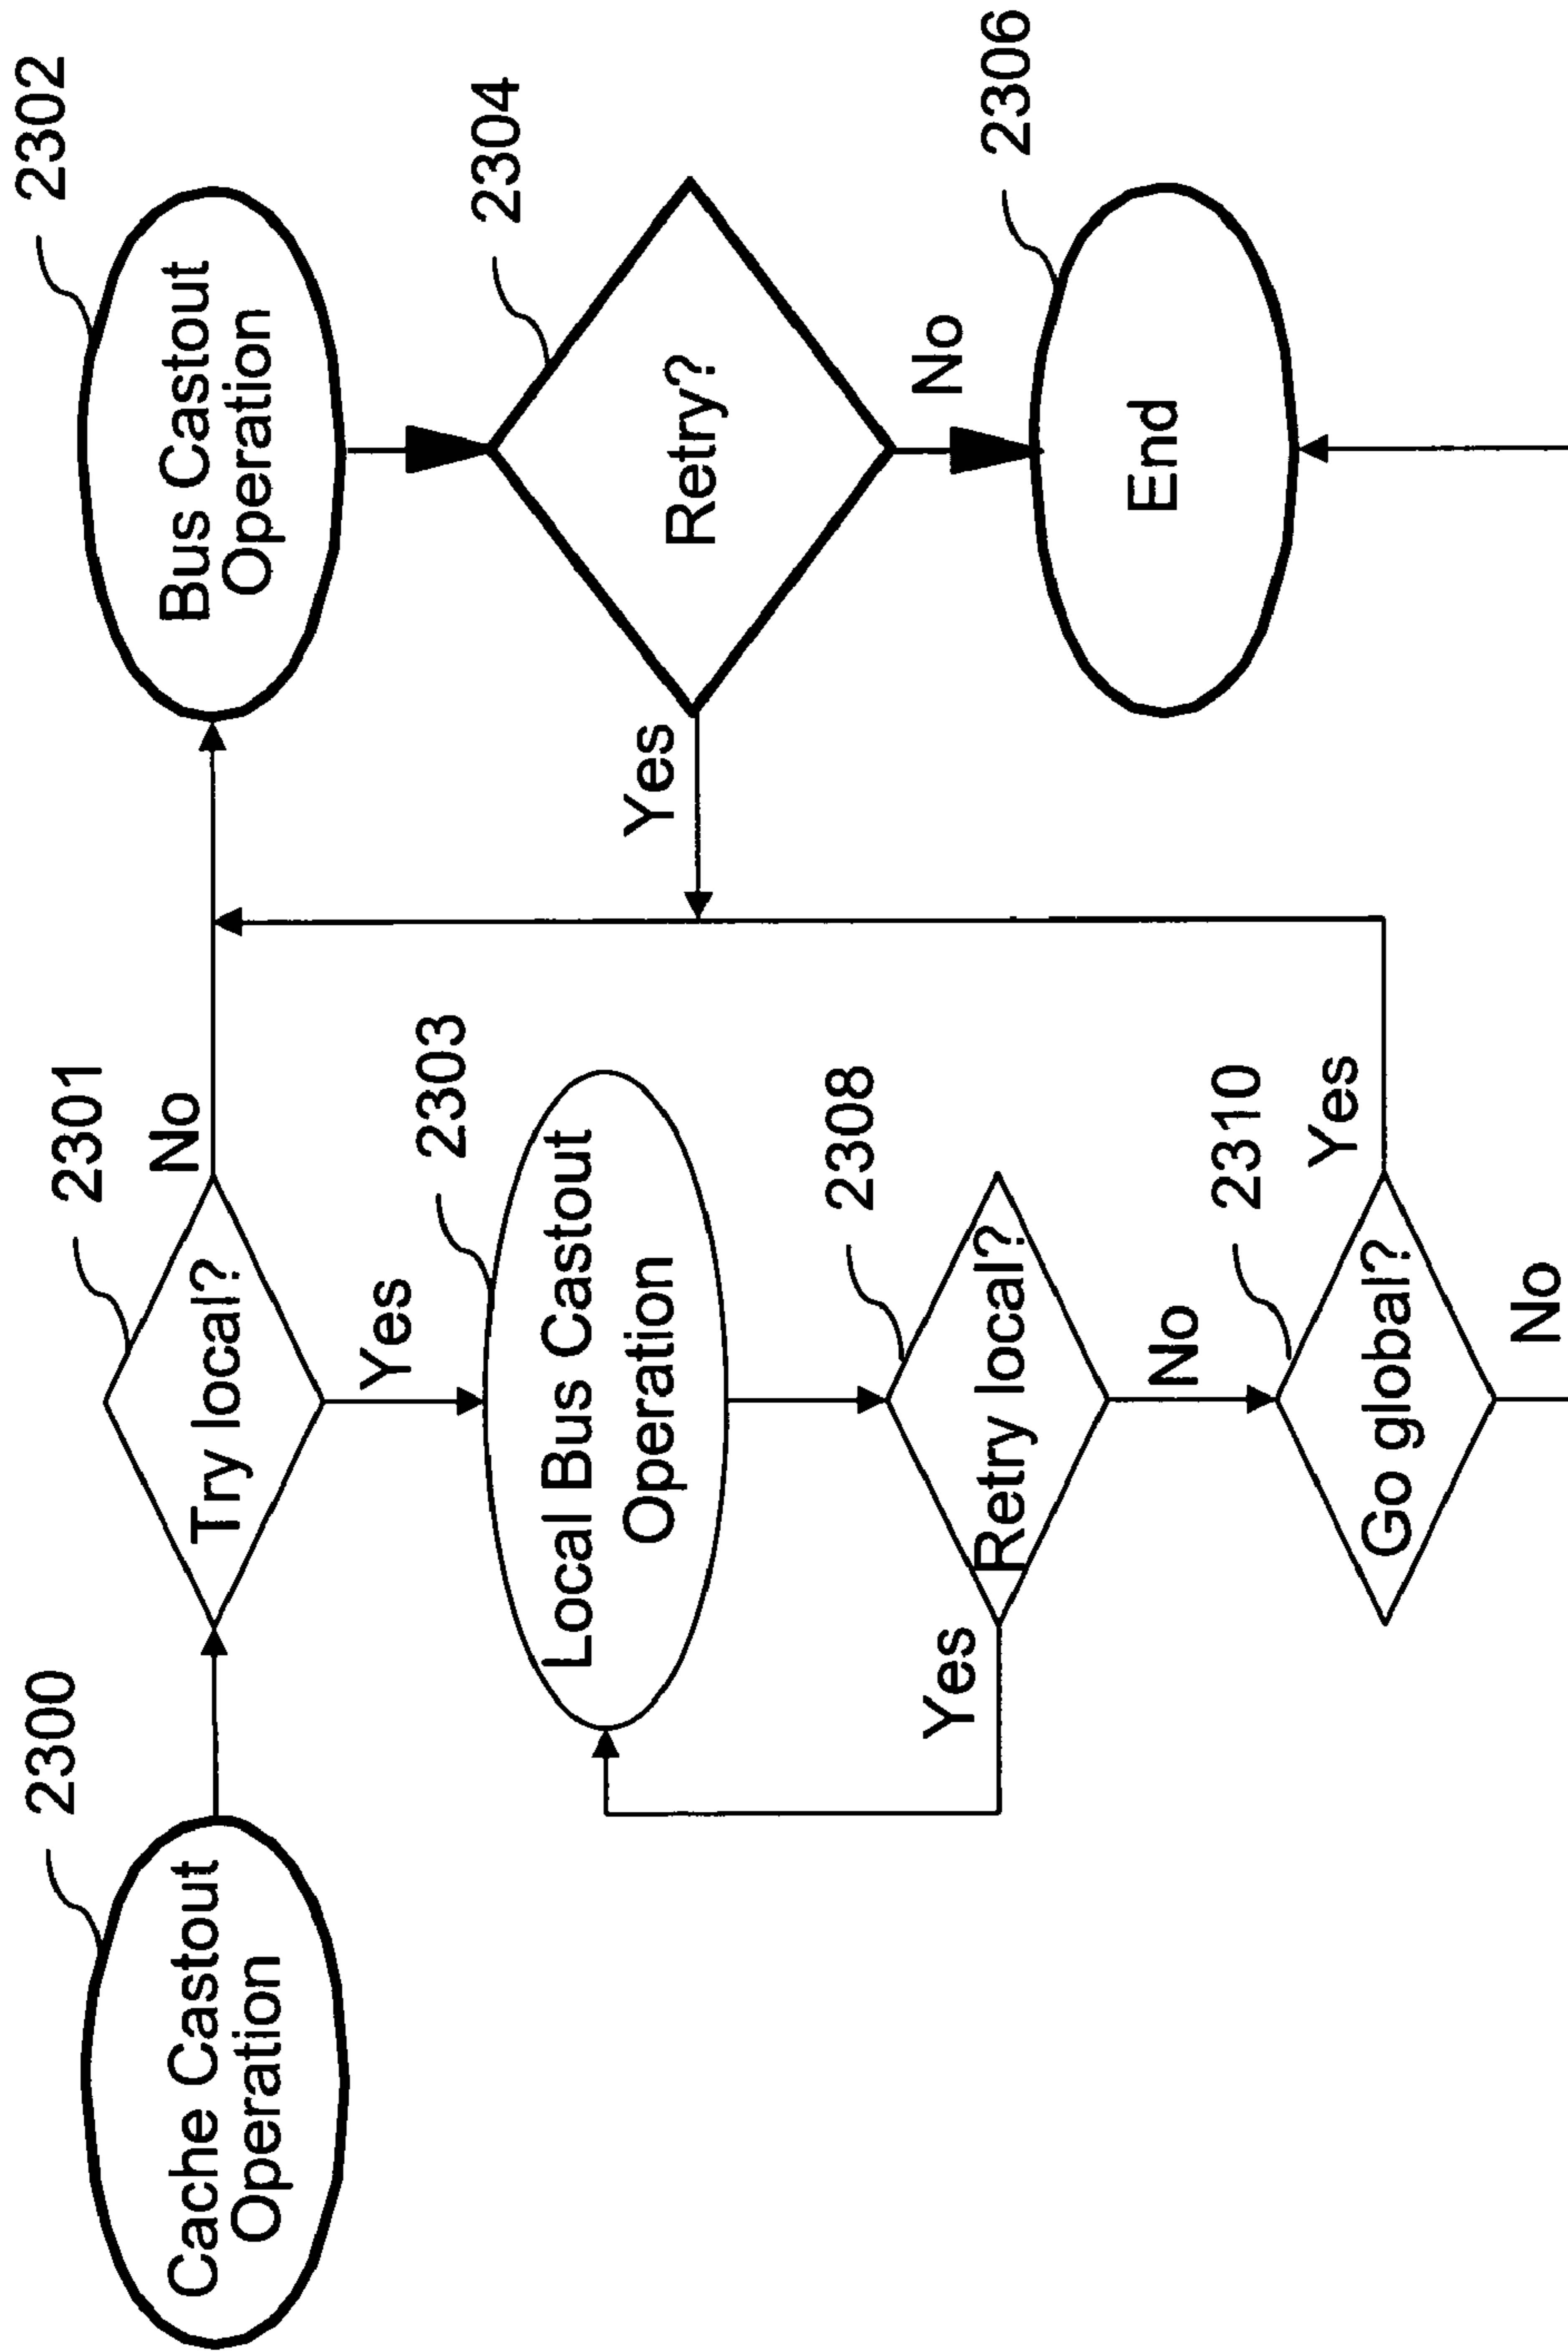 2300
Cache Castout
Operation
2301
Try local?
No
Yes
2302
Bus Castout
Operation
2303
Local Bus Castout
Operation
2304
Retry?
Yes
No
2308
Retry local?
Yes
No
2306
End
2310
Go global?
Yes
No